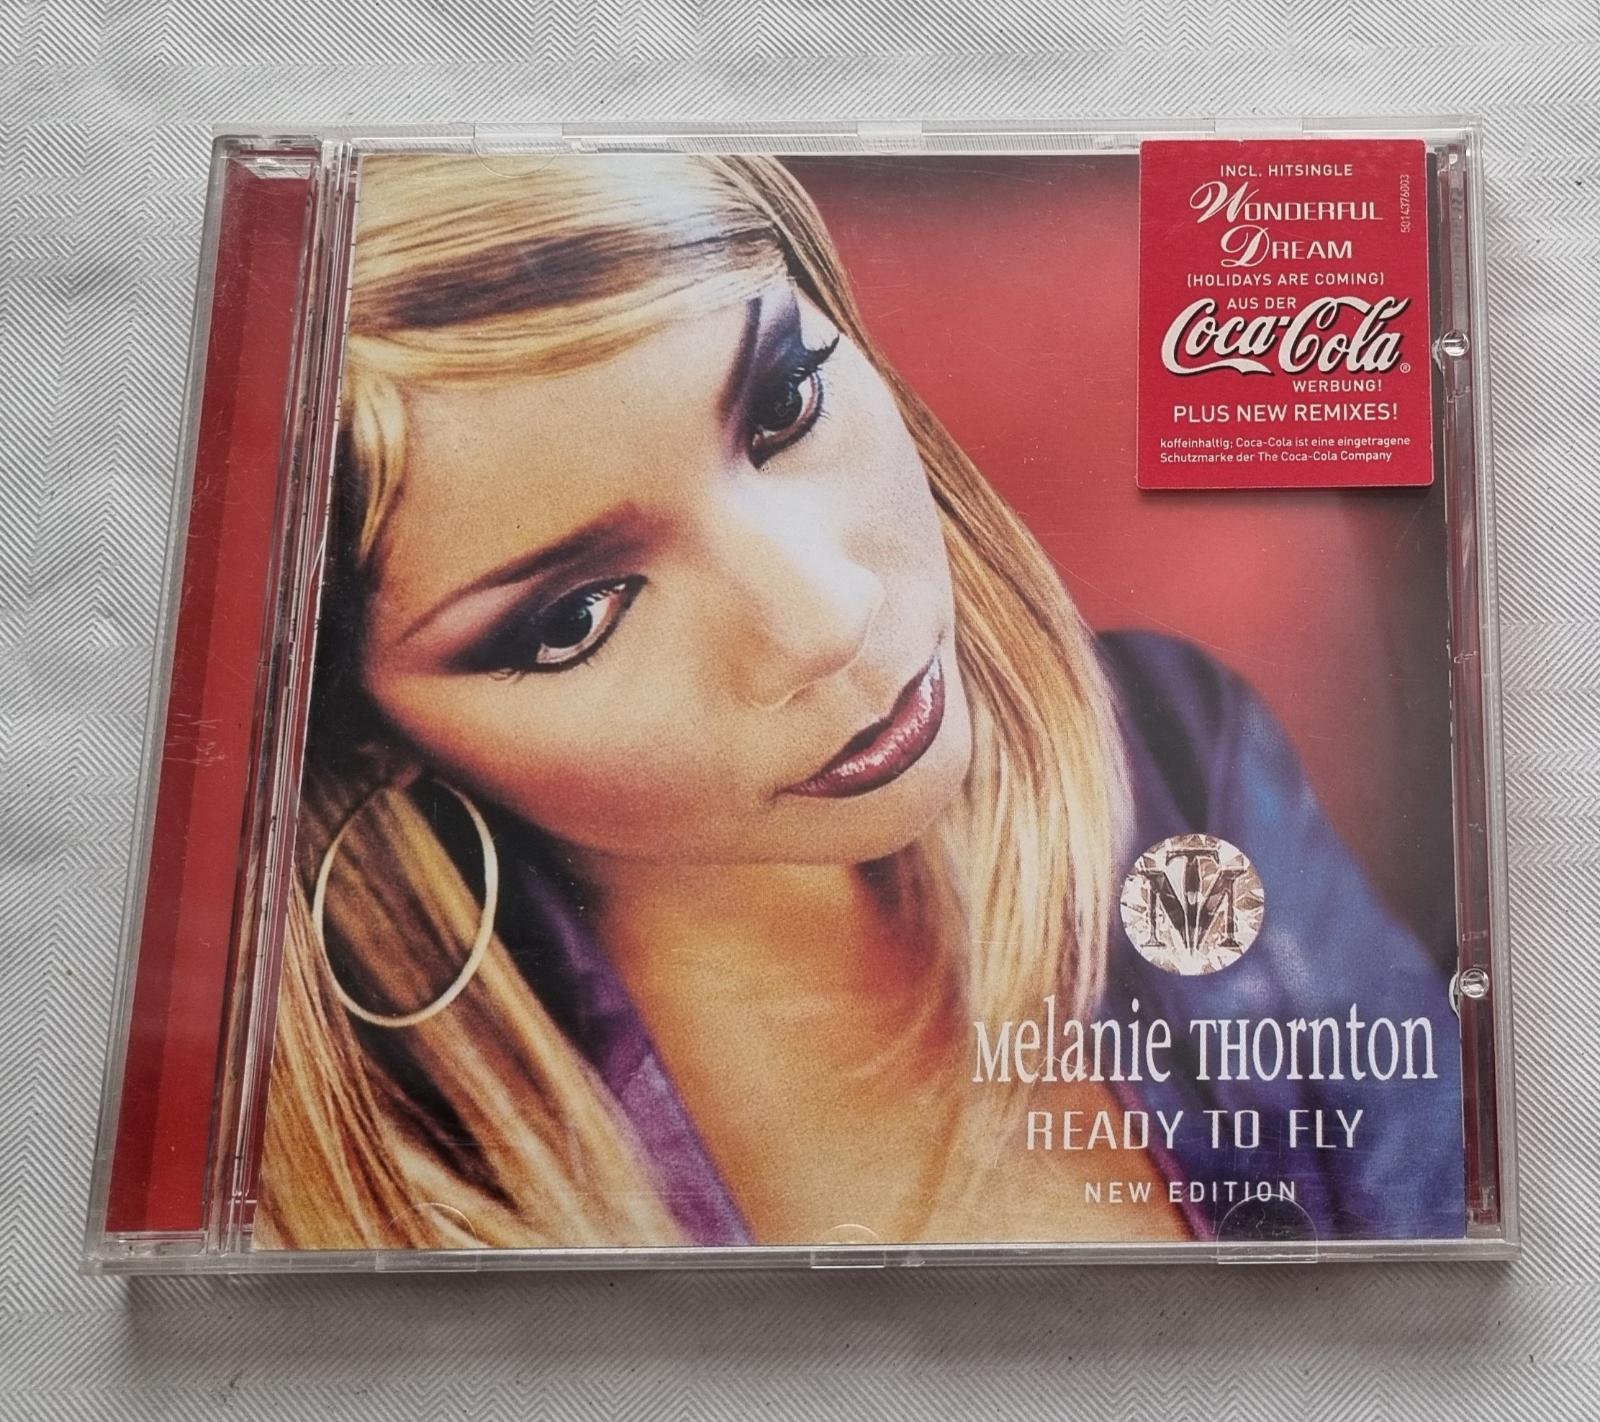 INCL. HITSINGLE
WONDERFUL
DREAM
(HOLIDAYS ARE COMING)
AUS DER
Coca-Cola®
WERBUNG!
PLUS NEW REMIXES!
koffeinhaltig; Coca-Cola ist eine eingetragene
Schutzmarke der The Coca-Cola Company
5014376003
TM
Melanie THOrnton
READY TO FLY
NEW EDITION